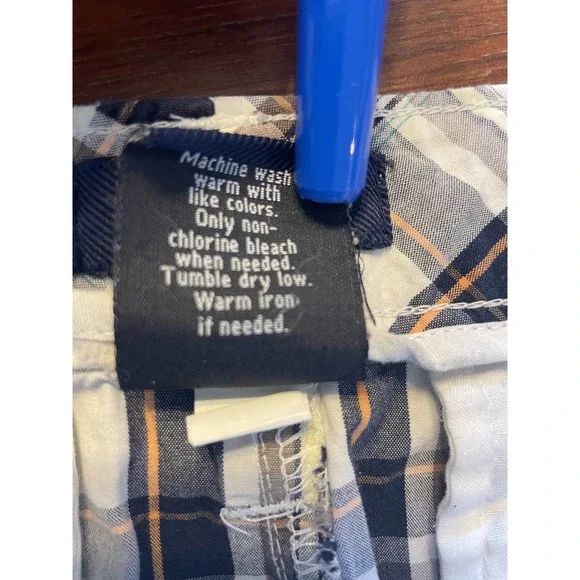 Machine wash
warm with
like colors.
Only non-
chlorine bleach
when needed.
Tumble dry low.
Warm iron
if needed.